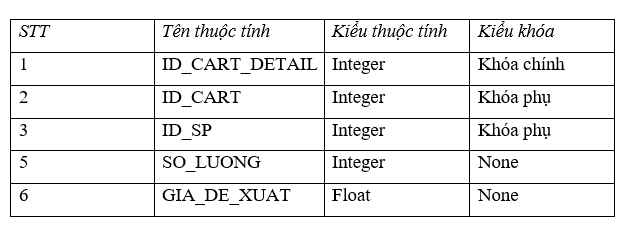 STT Tên thuộc tính Kiểu thuộc tính Kiểu khóa
1 ID_CART_DETAIL Integer Khóa chính
2 ID_CART Integer Khóa phụ
3 ID_SP Integer Khóa phụ
5 SO_LUONG Integer None
6 GIA_DE_XUAT Float None